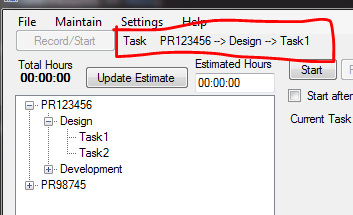 File Maintain Settings Help
Record/Start Task PR123456 --> Design --> Task1
Total Hours Estimated Hours
00:00:00 Update Estimate 00:00:00 Start
Start after
PR123456 Current Task
Design
Task1
Task2
Development
PR98745